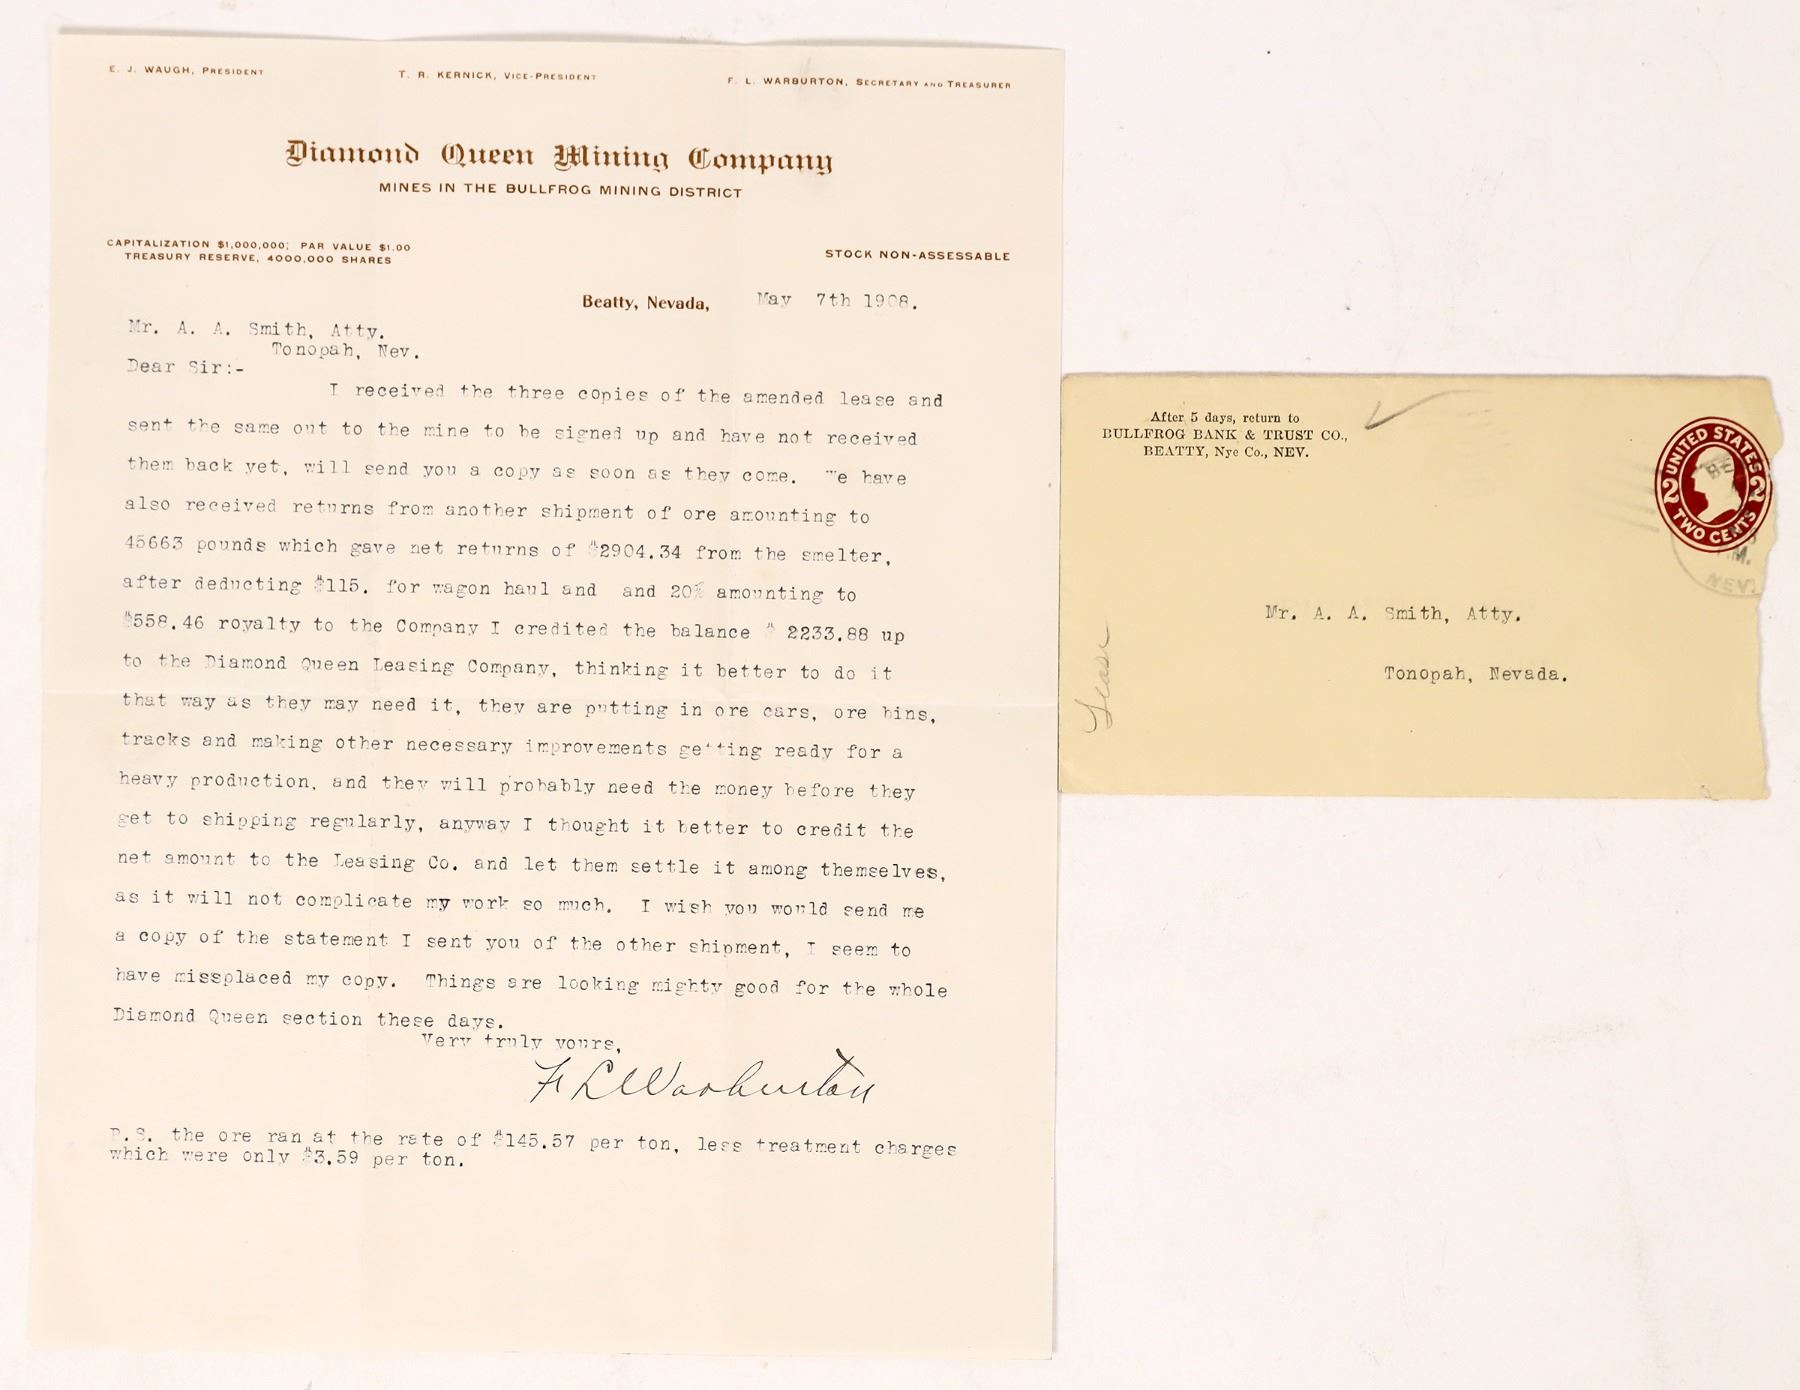 E. J. WAUGH, PRESIDENT
T. R. KERNICK, VICE-PRESIDENT
F. L. WARBURTON, SECRETARY AND TREASURER
Diamond Queen Mining Company
MINES IN THE BULLFROG MINING DISTRICT
CAPITALIZATION $1,000,000; PAR VALUE $1.00
TREASURY RESERVE, 4000,000 SHARES
STOCK NON-ASSESSABLE
Beatty, Nevada, May 7th 1908.
Mr. A. A. Smith, Atty.
Tonopah, Nev.
Dear Sir:-
I received the three copies of the amended lease and
sent the same out to the mine to be signed up and have not received
them back yet, will send you a copy as soon as they come. We have
also received returns from another shipment of ore amounting to
45663 pounds which gave net returns of $2904.34 from the smelter,
after deducting $115. for wagon haul and and 20% amounting to
$558.46 royalty to the Company I credited the balance $ 2233.88 up
to the Diamond Queen Leasing Company, thinking it better to do it
that way as they may need it, they are putting in ore cars, ore bins,
tracks and making other necessary improvements getting ready for a
heavy production, and they will probably need the money before they
get to shipping regularly, anyway I thought it better to credit the
net amount to the Leasing Co. and let them settle it among themselves,
as it will not complicate my work so much. I wish you would send me
a copy of the statement I sent you of the other shipment, I seem to
have missplaced my copy. Things are looking mighty good for the whole
Diamond Queen section these days.
Very truly yours,
F L Warburton
P.S. the ore ran at the rate of $145.57 per ton, less treatment charges
which were only $3.59 per ton.
After 5 days, return to
BULLFROG BANK & TRUST CO.,
BEATTY, Nye Co., NEV.
UNITED STATES
2 2
TWO CENTS
NEV.
Mr. A. A. Smith, Atty.
Tonopah, Nevada.
Lease